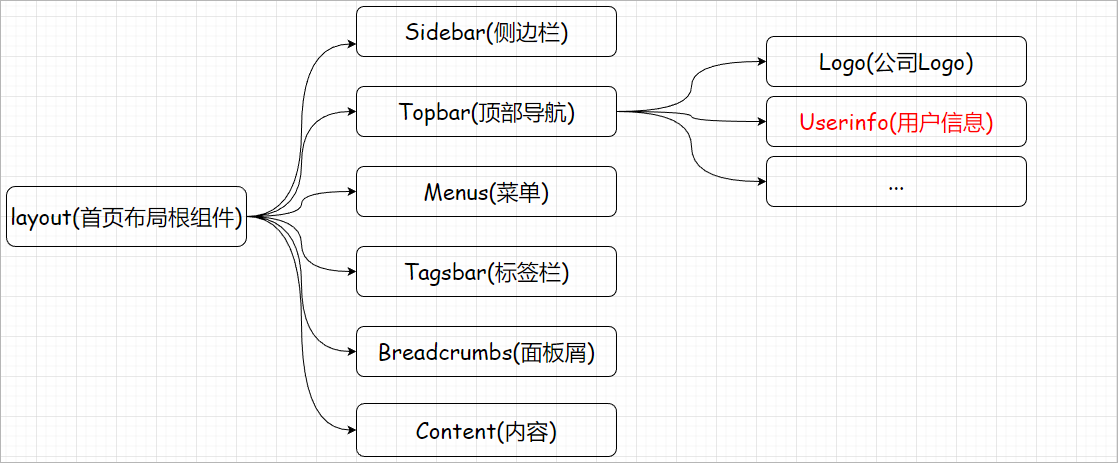 layout(首页布局根组件)
Sidebar(侧边栏)
Topbar(顶部导航)
Menus(菜单)
Tagsbar(标签栏)
Breadcrumbs(面板屑)
Content(内容)
Logo(公司Logo)
Userinfo(用户信息)
...